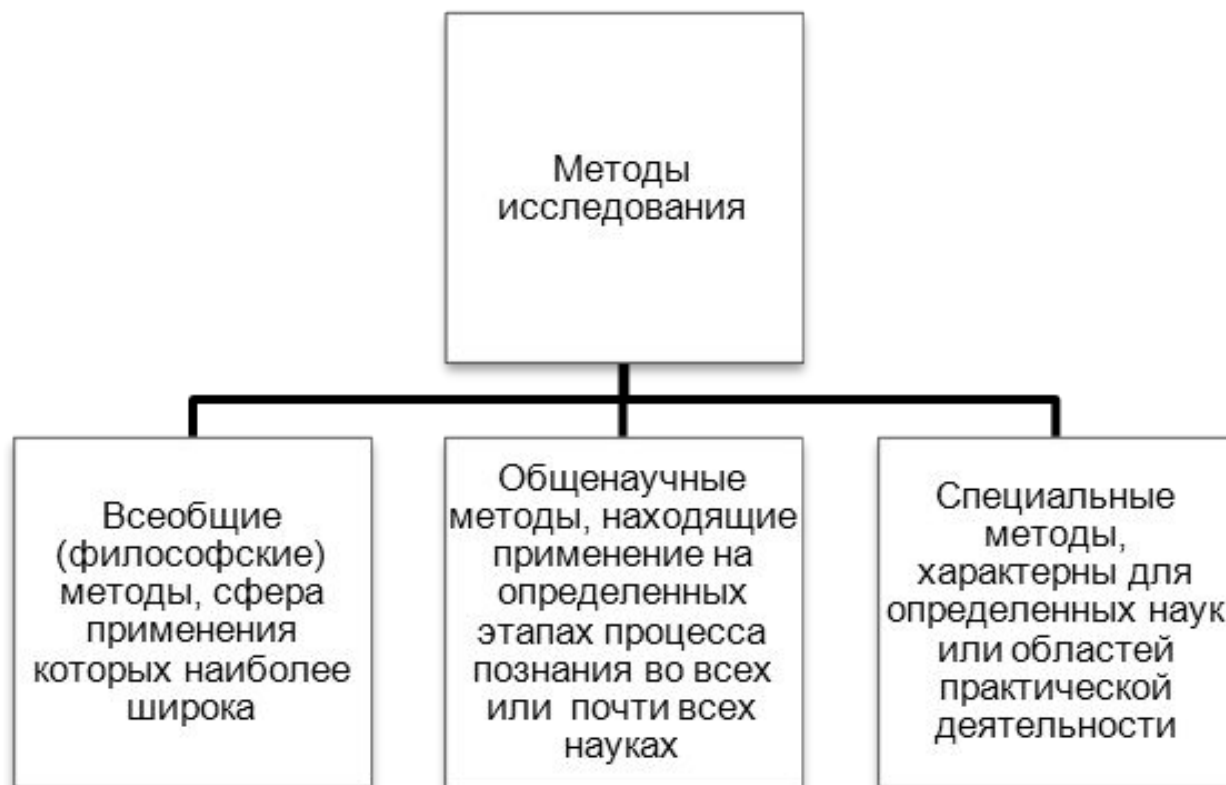 Методы
исследования
Всеобщие
(философские)
методы, сфера
применения
которых наиболее
широка
Общенаучные
методы, находящие
применение на
определенных
этапах процесса
познания во всех
или почти всех
науках
Специальные
методы,
характерны для
определенных наук
или областей
практической
деятельности